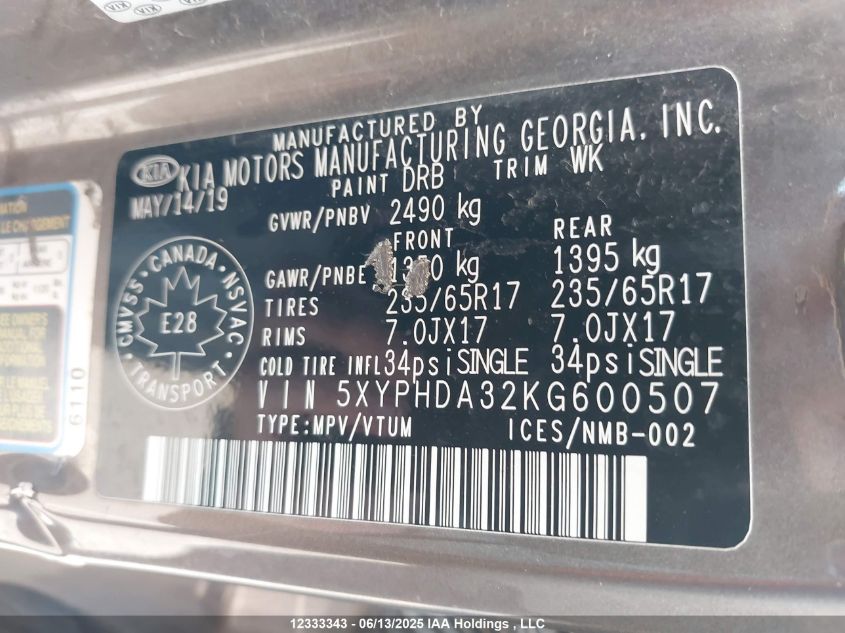 MANUFACTURED BY
KIA KIA MOTORS MANUFACTURING GEORGIA, INC.
MAY/14/19 PAINT DRB TRIM WK
GVWR/PNBV 2490 kg
FRONT REAR
GAWR/PNBE kg 1395 kg
TIRES 235/65R17 235/65R17
RIMS 7.0JX17 7.0JX17
COLD TIRE INFL 34psi SINGLE 34psi SINGLE
VIN 5XYPHDA32KG600507
TYPE:MPV/VTUM ICES/NMB-002
CMVSS · CANADA · NSVAC · TRANSPORT ·
E28
6110
KIA KIA
12333343 - 06/13/2025 IAA Holdings , LLC